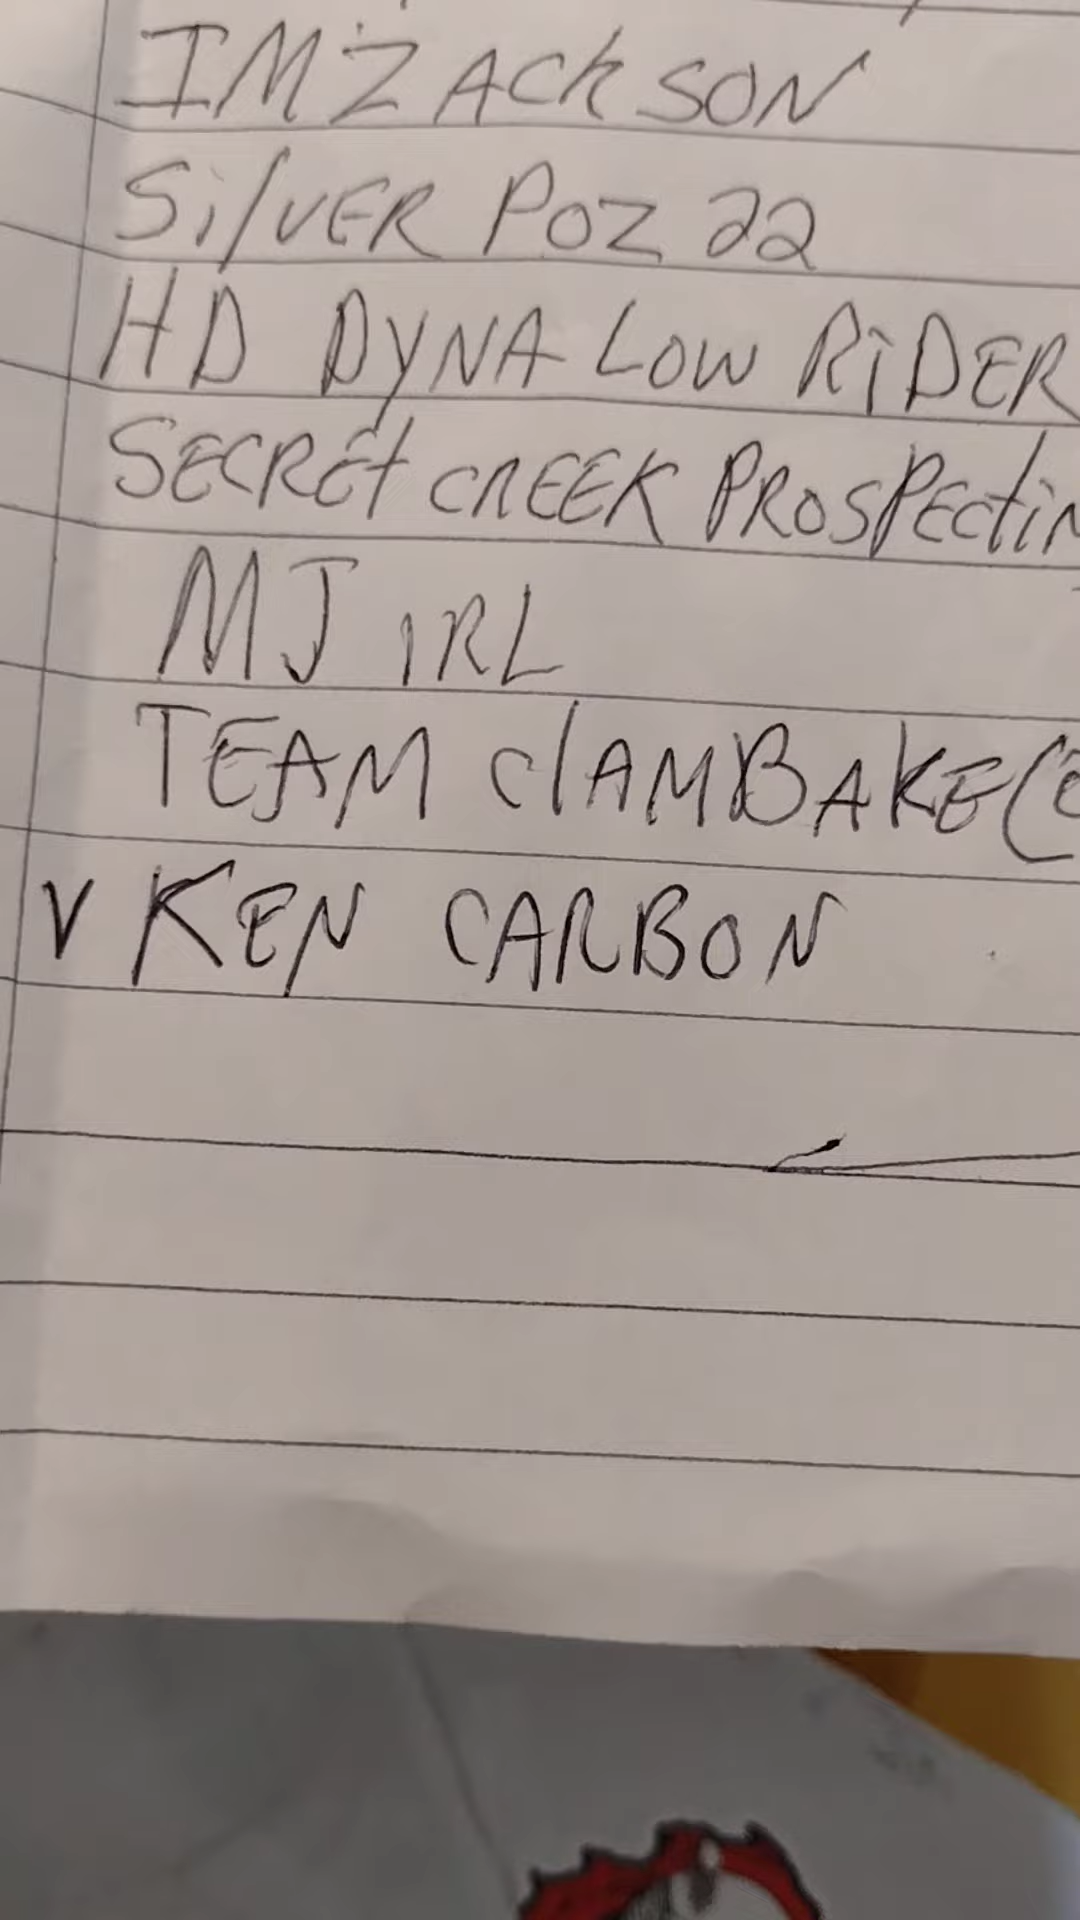 IMZACKSON
SilVER POZ 22
HD DYNA LOW RiDER
SECREt CREEK PROSPEctiN
MJ iRL
TEAM clAMBAKE(
V KEN CARBON